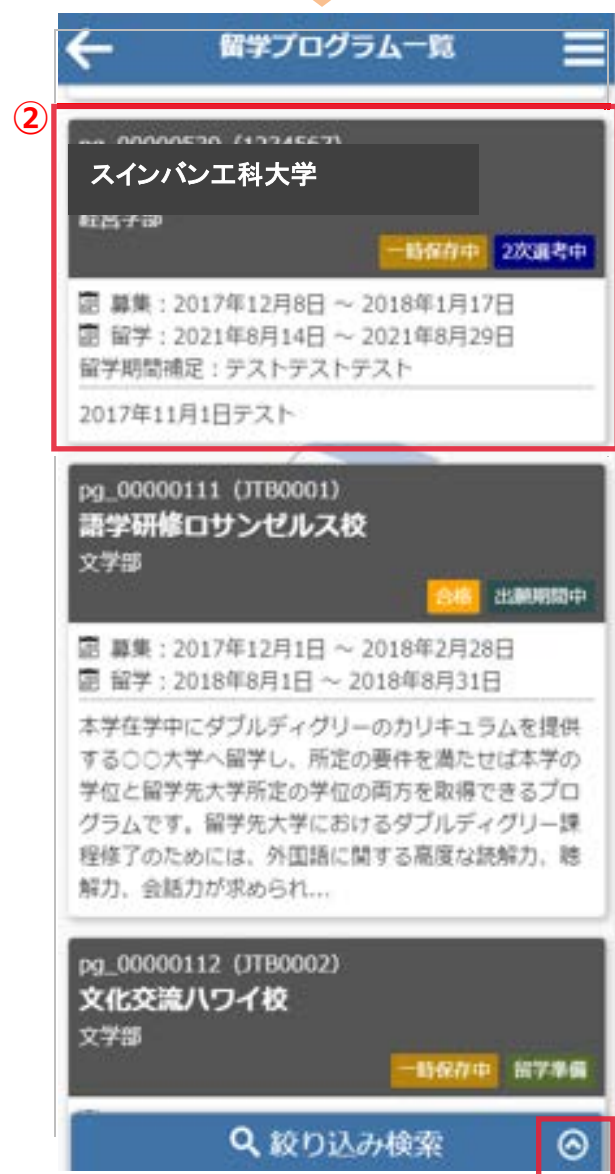 留学プログラム一覧
②
pg_00000529 (1234567)
スインバン工科大学
経営学部
一時保存中 2次選考中
募集：2017年12月8日 ～ 2018年1月17日
留学：2021年8月14日 ～ 2021年8月29日
留学期間補足：テストテストテスト
2017年11月1日テスト
pg_00000111 (JTB0001)
語学研修ロサンゼルス校
文学部
合格 出願期間中
募集：2017年12月1日 ～ 2018年2月28日
留学：2018年8月1日 ～ 2018年8月31日
本学在学中にダブルディグリーのカリキュラムを提供
する○○大学へ留学し、所定の要件を満たせば本学の
学位と留学先大学所定の学位の両方を取得できるプロ
グラムです。留学先大学におけるダブルディグリー課
程修了のためには、外国語に関する高度な読解力、聴
解力、会話力が求められ...
pg_00000112 (JTB0002)
文化交流ハワイ校
文学部
一時保存中 留学準備
絞り込み検索